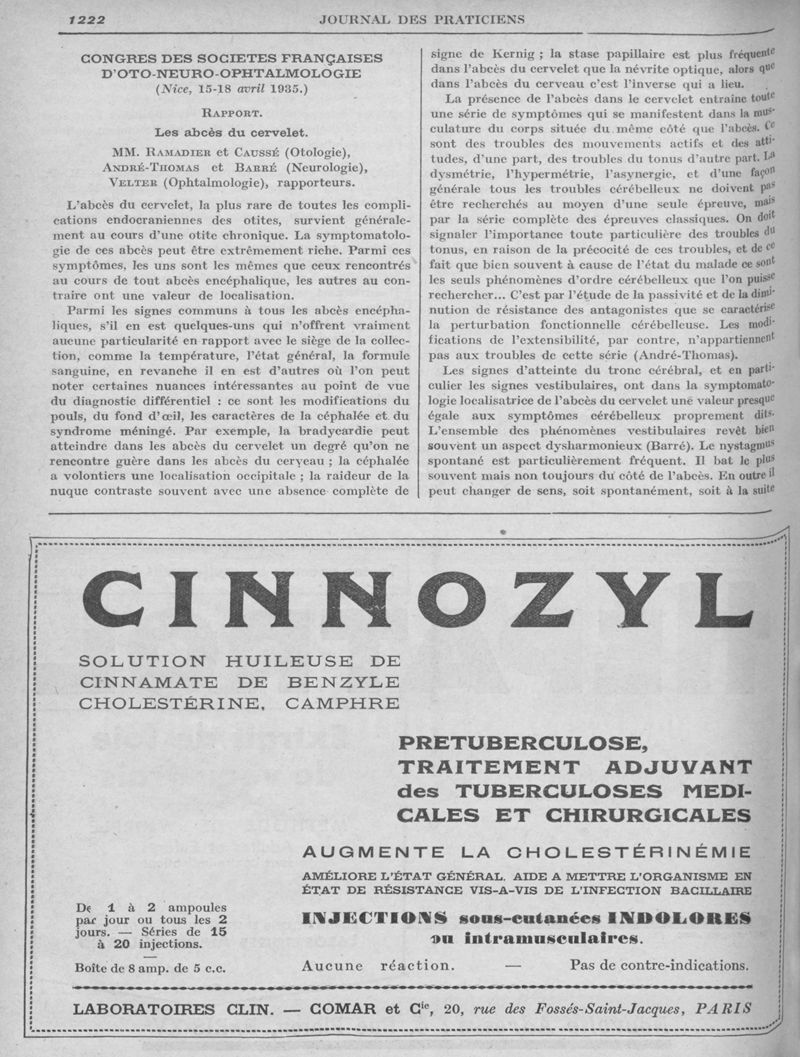 1222 JOURNAL DES PRATICIENS
CONGRES DES SOCIETES FRANÇAISES
D'OTO-NEURO-OPHTALMOLOGIE
(Nice, 15-18 avril 1935.)
RAPPORT.
Les abcès du cervelet.
MM. RAMADIER et CAUSSÉ (Otologie),
ANDRÉ-THOMAS et BARRÉ (Neurologie),
VELTER (Ophtalmologie), rapporteurs.
L'abcès du cervelet, la plus rare de toutes les compli-
cations endocraniennes des otites, survient générale-
ment au cours d'une otite chronique. La symptomatolo-
gie de ces abcès peut être extrêmement riche. Parmi ces
symptômes, les uns sont les mêmes que ceux rencontrés
au cours de tout abcès encéphalique, les autres au con-
traire ont une valeur de localisation.
Parmi les signes communs à tous les abcès encépha-
liques, s'il en est quelques-uns qui n'offrent vraiment
aucune particularité en rapport avec le siège de la collec-
tion, comme la température, l'état général, la formule
sanguine, en revanche il en est d'autres où l'on peut
noter certaines nuances intéressantes au point de vue
du diagnostic différentiel : ce sont les modifications du
pouls, du fond d'œil, les caractères de la céphalée et du
syndrome méningé. Par exemple, la bradycardie peut
atteindre dans les abcès du cervelet un degré qu'on ne
rencontre guère dans les abcès du cerveau ; la céphalée
a volontiers une localisation occipitale ; la raideur de la
nuque contraste souvent avec une absence complète de
signe de Kernig ; la stase papillaire est plus fréquente
dans l'abcès du cervelet que la névrite optique, alors que
dans l'abcès du cerveau c'est l'inverse qui a lieu.
La présence de l'abcès dans le cervelet entraine toute
une série de symptômes qui se manifestent dans la mus-
culature du corps située du même côté que l'abcès. Ce
sont des troubles des mouvements actifs et des atti-
tudes, d'une part, des troubles du tonus d'autre part. La
dysmétrie, l'hypermétrie, l'asynergie, et d'une façon
générale tous les troubles cérébelleux ne doivent pas
être recherchés au moyen d'une seule épreuve, mais
par la série complète des épreuves classiques. On doit
signaler l'importance toute particulière des troubles du
tonus, en raison de la précocité de ces troubles, et de ce
fait que bien souvent à cause de l'état du malade ce sont
les seuls phénomènes d'ordre cérébelleux que l'on puisse
rechercher... C'est par l'étude de la passivité et de la dimi-
nution de résistance des antagonistes que se caractérise
la perturbation fonctionnelle cérébelleuse. Les modi-
fications de l'extensibilité, par contre, n'appartiennent
pas aux troubles de cette série (André-Thomas).
Les signes d'atteinte du tronc cérébral, et en parti-
culier les signes vestibulaires, ont dans la symptomato-
logie localisatrice de l'abcès du cervelet une valeur presque
égale aux symptômes cérébelleux proprement dits.
L'ensemble des phénomènes vestibulaires revêt bien
souvent un aspect dysharmonieux (Barré). Le nystagmus
spontané est particulièrement fréquent. Il bat le plus
souvent mais non toujours du côté de l'abcès. En outre il
peut changer de sens, soit spontanément, soit à la suite
CINNOZYL
SOLUTION HUILEUSE DE
CINNAMATE DE BENZYLE
CHOLESTÉRINE, CAMPHRE
PRETUBERCULOSE,
TRAITEMENT ADJUVANT
des TUBERCULOSES MEDI-
CALES ET CHIRURGICALES
AUGMENTE LA CHOLESTÉRINÉMIE
AMÉLIORE L'ÉTAT GÉNÉRAL. AIDE A METTRE L'ORGANISME EN
ÉTAT DE RÉSISTANCE VIS-A-VIS DE L'INFECTION BACILLAIRE
De 1 à 2 ampoules
par jour ou tous les 2
jours. — Séries de 15
à 20 injections.
Boîte de 8 amp. de 5 c.c.
INJECTIONS sous-cutanées INDOLORES
ou intramusculaires.
Aucune réaction. — Pas de contre-indications.
LABORATOIRES CLIN. — COMAR et Cie, 20, rue des Fossés-Saint-Jacques, PARIS